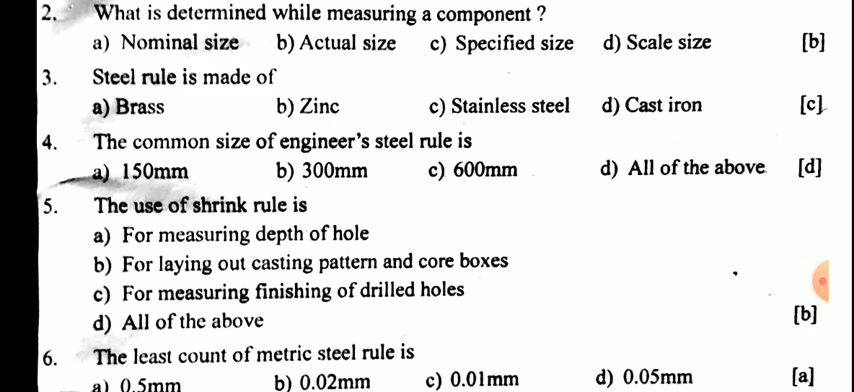 2. What is determined while measuring a component ?
a) Nominal size b) Actual size c) Specified size d) Scale size [b]
3. Steel rule is made of
a) Brass b) Zinc c) Stainless steel d) Cast iron [c]
4. The common size of engineer's steel rule is
a) 150mm b) 300mm c) 600mm d) All of the above [d]
5. The use of shrink rule is
a) For measuring depth of hole
b) For laying out casting pattern and core boxes
c) For measuring finishing of drilled holes
d) All of the above [b]
6. The least count of metric steel rule is
a) 0.5mm b) 0.02mm c) 0.01mm d) 0.05mm [a]